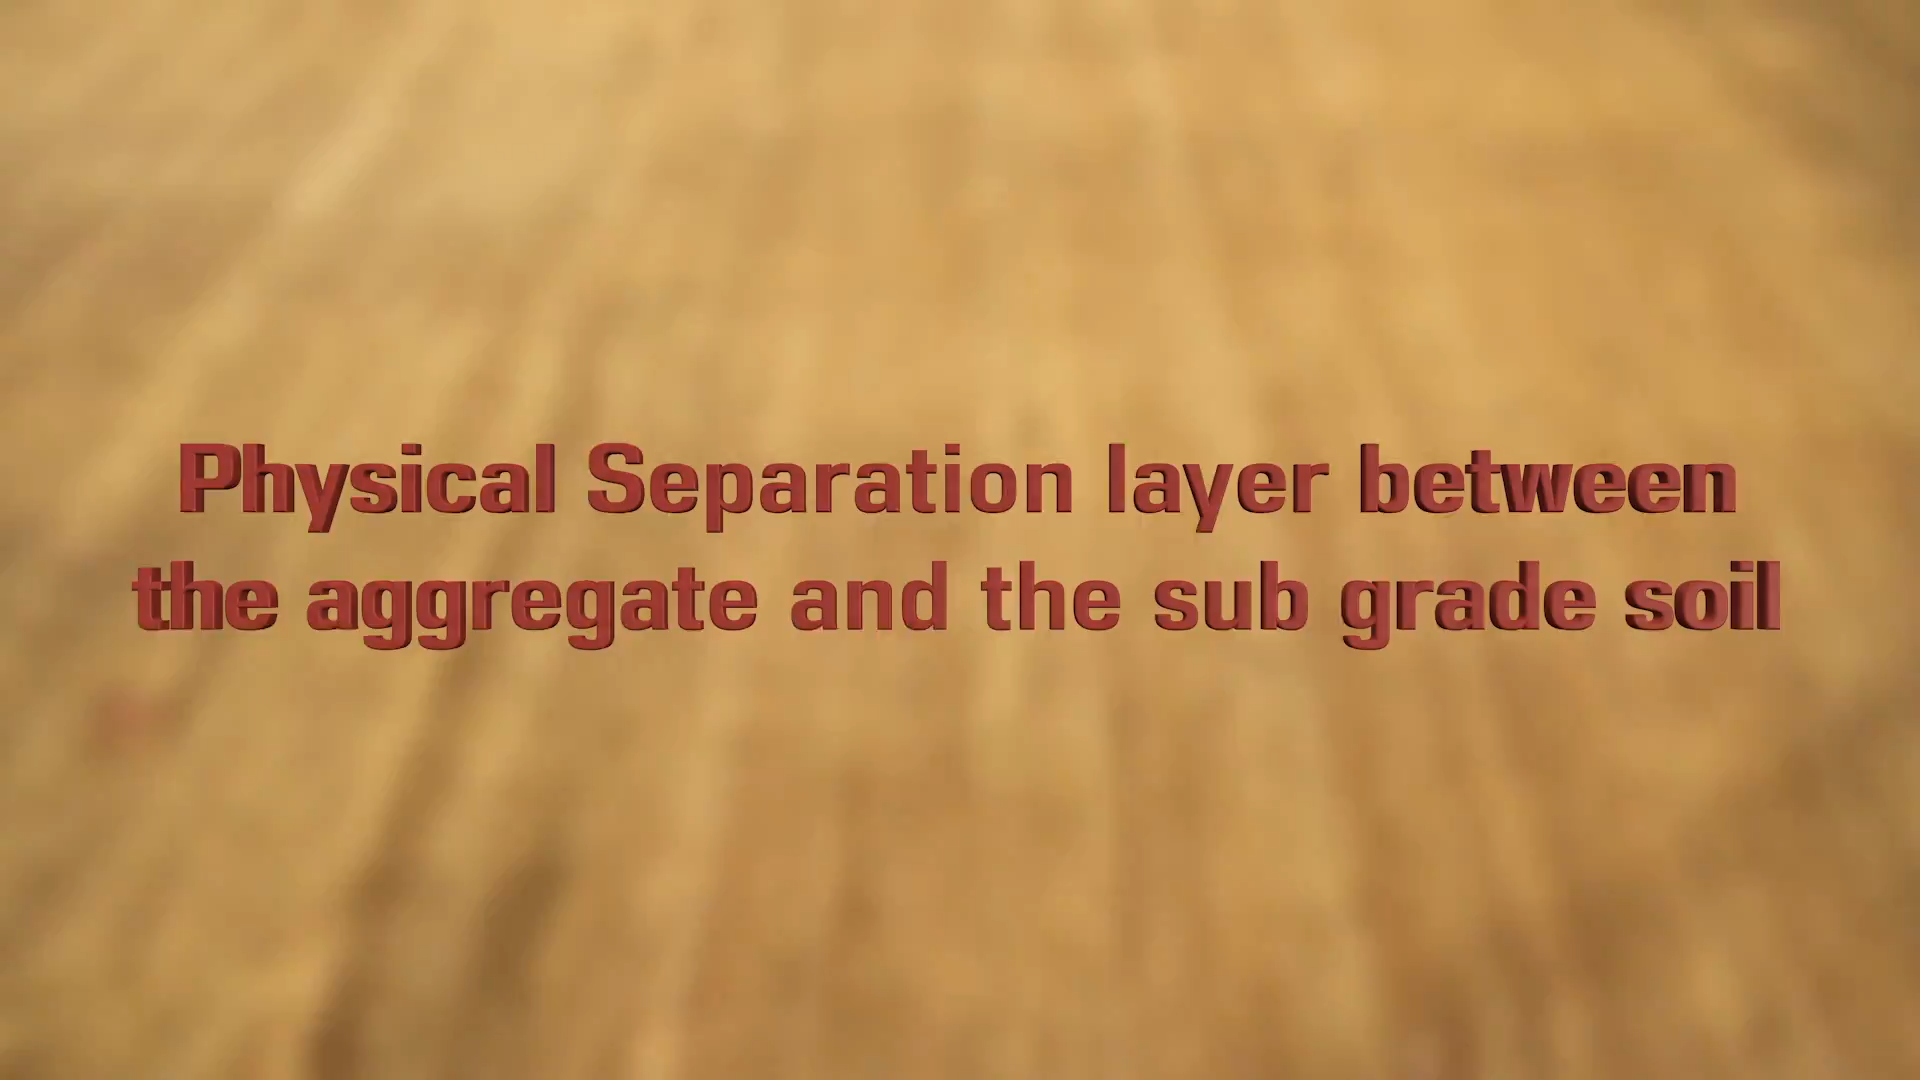 Physical Separation layer between
the aggregate and the sub grade soil